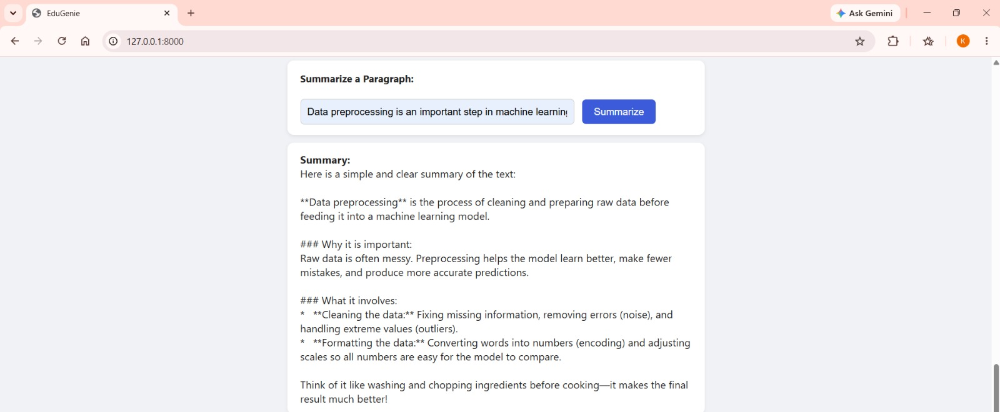 EduGenie
Ask Gemini
127.0.0.1:8000
K
Summarize a Paragraph:
Data preprocessing is an important step in machine learning
Summarize
Summary:
Here is a simple and clear summary of the text:
**Data preprocessing** is the process of cleaning and preparing raw data before
feeding it into a machine learning model.
### Why it is important:
Raw data is often messy. Preprocessing helps the model learn better, make fewer
mistakes, and produce more accurate predictions.
### What it involves:
*   **Cleaning the data:** Fixing missing information, removing errors (noise), and
handling extreme values (outliers).
*   **Formatting the data:** Converting words into numbers (encoding) and adjusting
scales so all numbers are easy for the model to compare.
Think of it like washing and chopping ingredients before cooking—it makes the final
result much better!